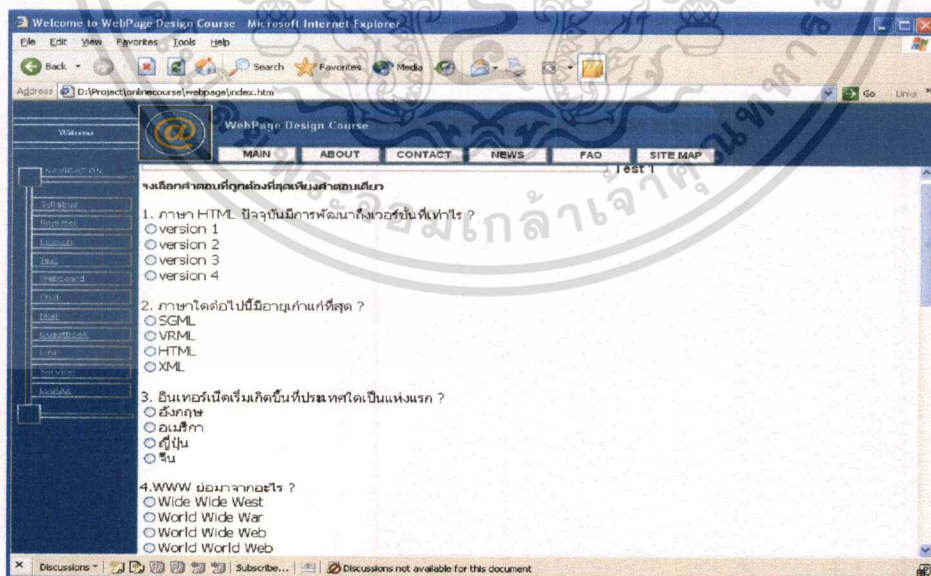 Welcome to WebPage Design Course - Microsoft Internet Explorer
File Edit View Favorites Tools Help
Back Search Favorites Media
Address D:\Project\onlinecourse\webpage\index.htm Go Links »
Welcome
WebPage Design Course
MAIN ABOUT CONTACT NEWS FAQ SITE MAP
NAVIGATION
Syllabus
Register
Lesson
Test
Webboard
Chat
Mail
Guestbook
Link
Test 1
จงเลือกคำตอบที่ถูกต้องที่สุดเพียงคำตอบเดียว
1. ภาษา HTML ปัจจุบันมีการพัฒนาถึงเวอร์ชั่นที่เท่าไร ?
version 1
version 2
version 3
version 4
2. ภาษาใดต่อไปนี้มีอายุเก่าแก่ที่สุด ?
SGML
VRML
HTML
XML
3. อินเทอร์เน็ตเริ่มเกิดขึ้นที่ประเทศใดเป็นแห่งแรก ?
อังกฤษ
อเมริกา
ญี่ปุ่น
จีน
4.WWW ย่อมาจากอะไร ?
Wide Wide West
World Wide War
World Wide Web
World World Web
Discussions Subscribe... Discussions not available for this document